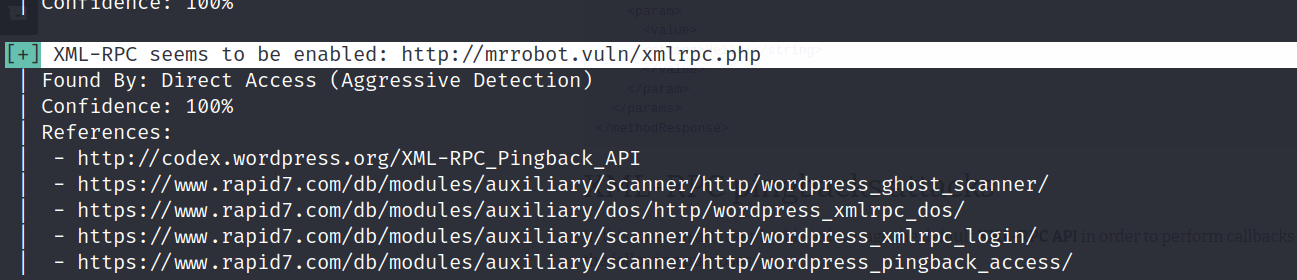 Confidence: 100%
<param>
<value>
[+] XML-RPC seems to be enabled: http://mrrobot.vuln/xmlrpc.php
| Found By: Direct Access (Aggressive Detection)
</param>
| Confidence: 100%
</params>
| References:
</methodResponse>
| - http://codex.wordpress.org/XML-RPC_Pingback_API
| - https://www.rapid7.com/db/modules/auxiliary/scanner/http/wordpress_ghost_scanner/
| - https://www.rapid7.com/db/modules/auxiliary/dos/http/wordpress_xmlrpc_dos/
| - https://www.rapid7.com/db/modules/auxiliary/scanner/http/wordpress_xmlrpc_login/
PC API in order to perform callbacks
| - https://www.rapid7.com/db/modules/auxiliary/scanner/http/wordpress_pingback_access/